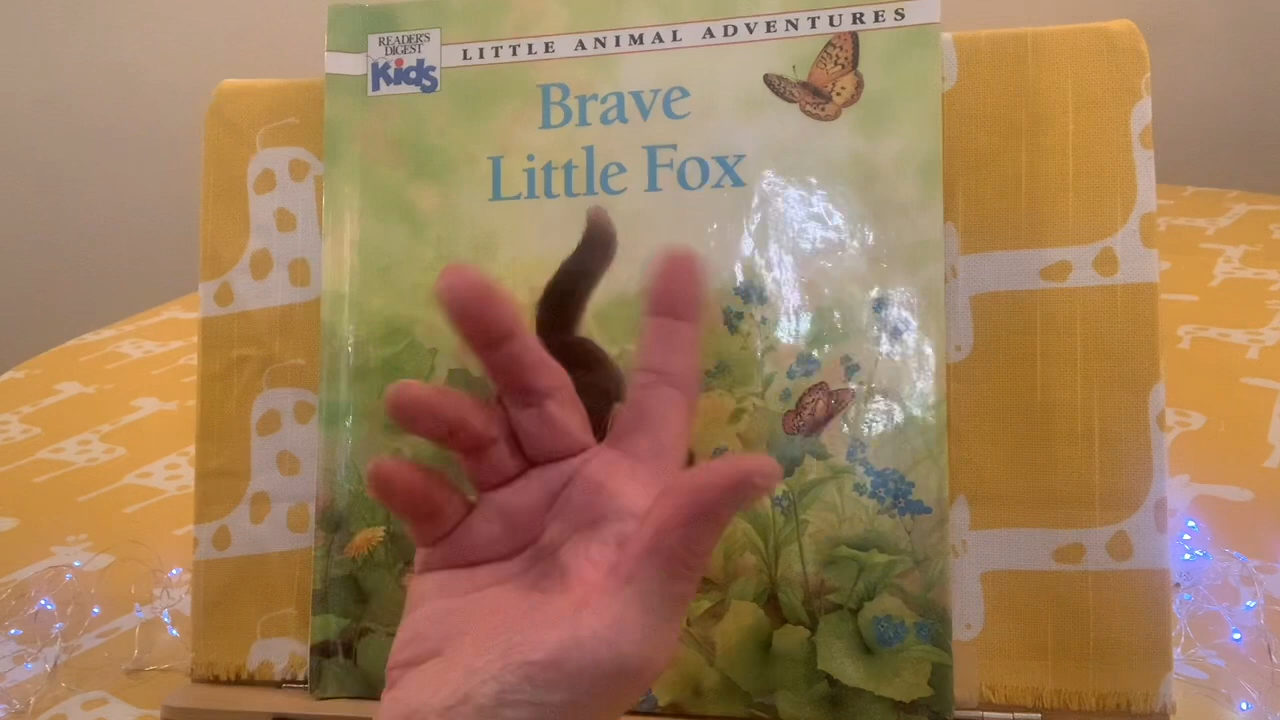 READER'S
DIGEST
Kids
LITTLE ANIMAL ADVENTURES
Brave
Little Fox